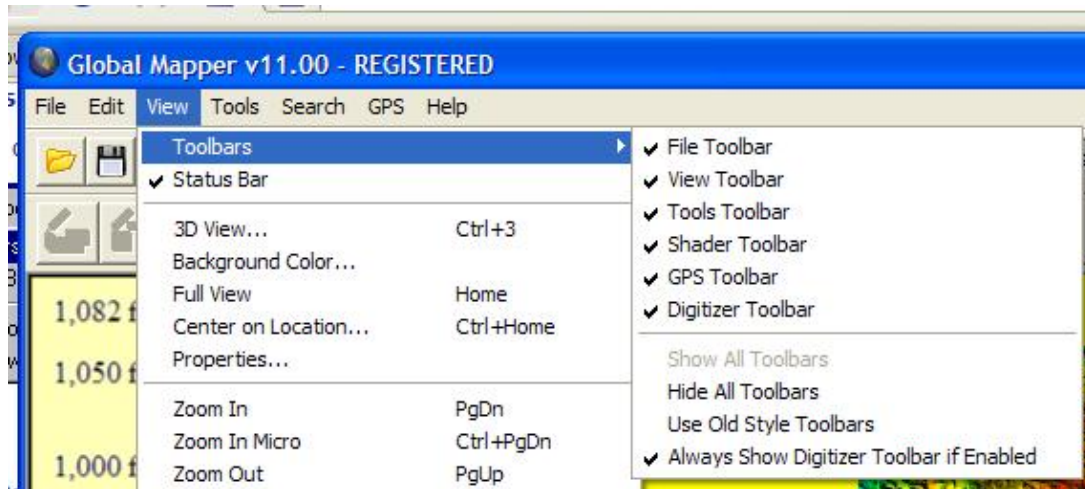 Global Mapper v11.00 - REGISTERED
File Edit View Tools Search GPS Help
Toolbars
Status Bar
3D View... Ctrl+3
Background Color...
Full View Home
Center on Location... Ctrl+Home
Properties...
Zoom In PgDn
Zoom In Micro Ctrl+PgDn
Zoom Out PgUp
File Toolbar
View Toolbar
Tools Toolbar
Shader Toolbar
GPS Toolbar
Digitizer Toolbar
Show All Toolbars
Hide All Toolbars
Use Old Style Toolbars
Always Show Digitizer Toolbar if Enabled
1,082 f
1,050 f
1,000 f